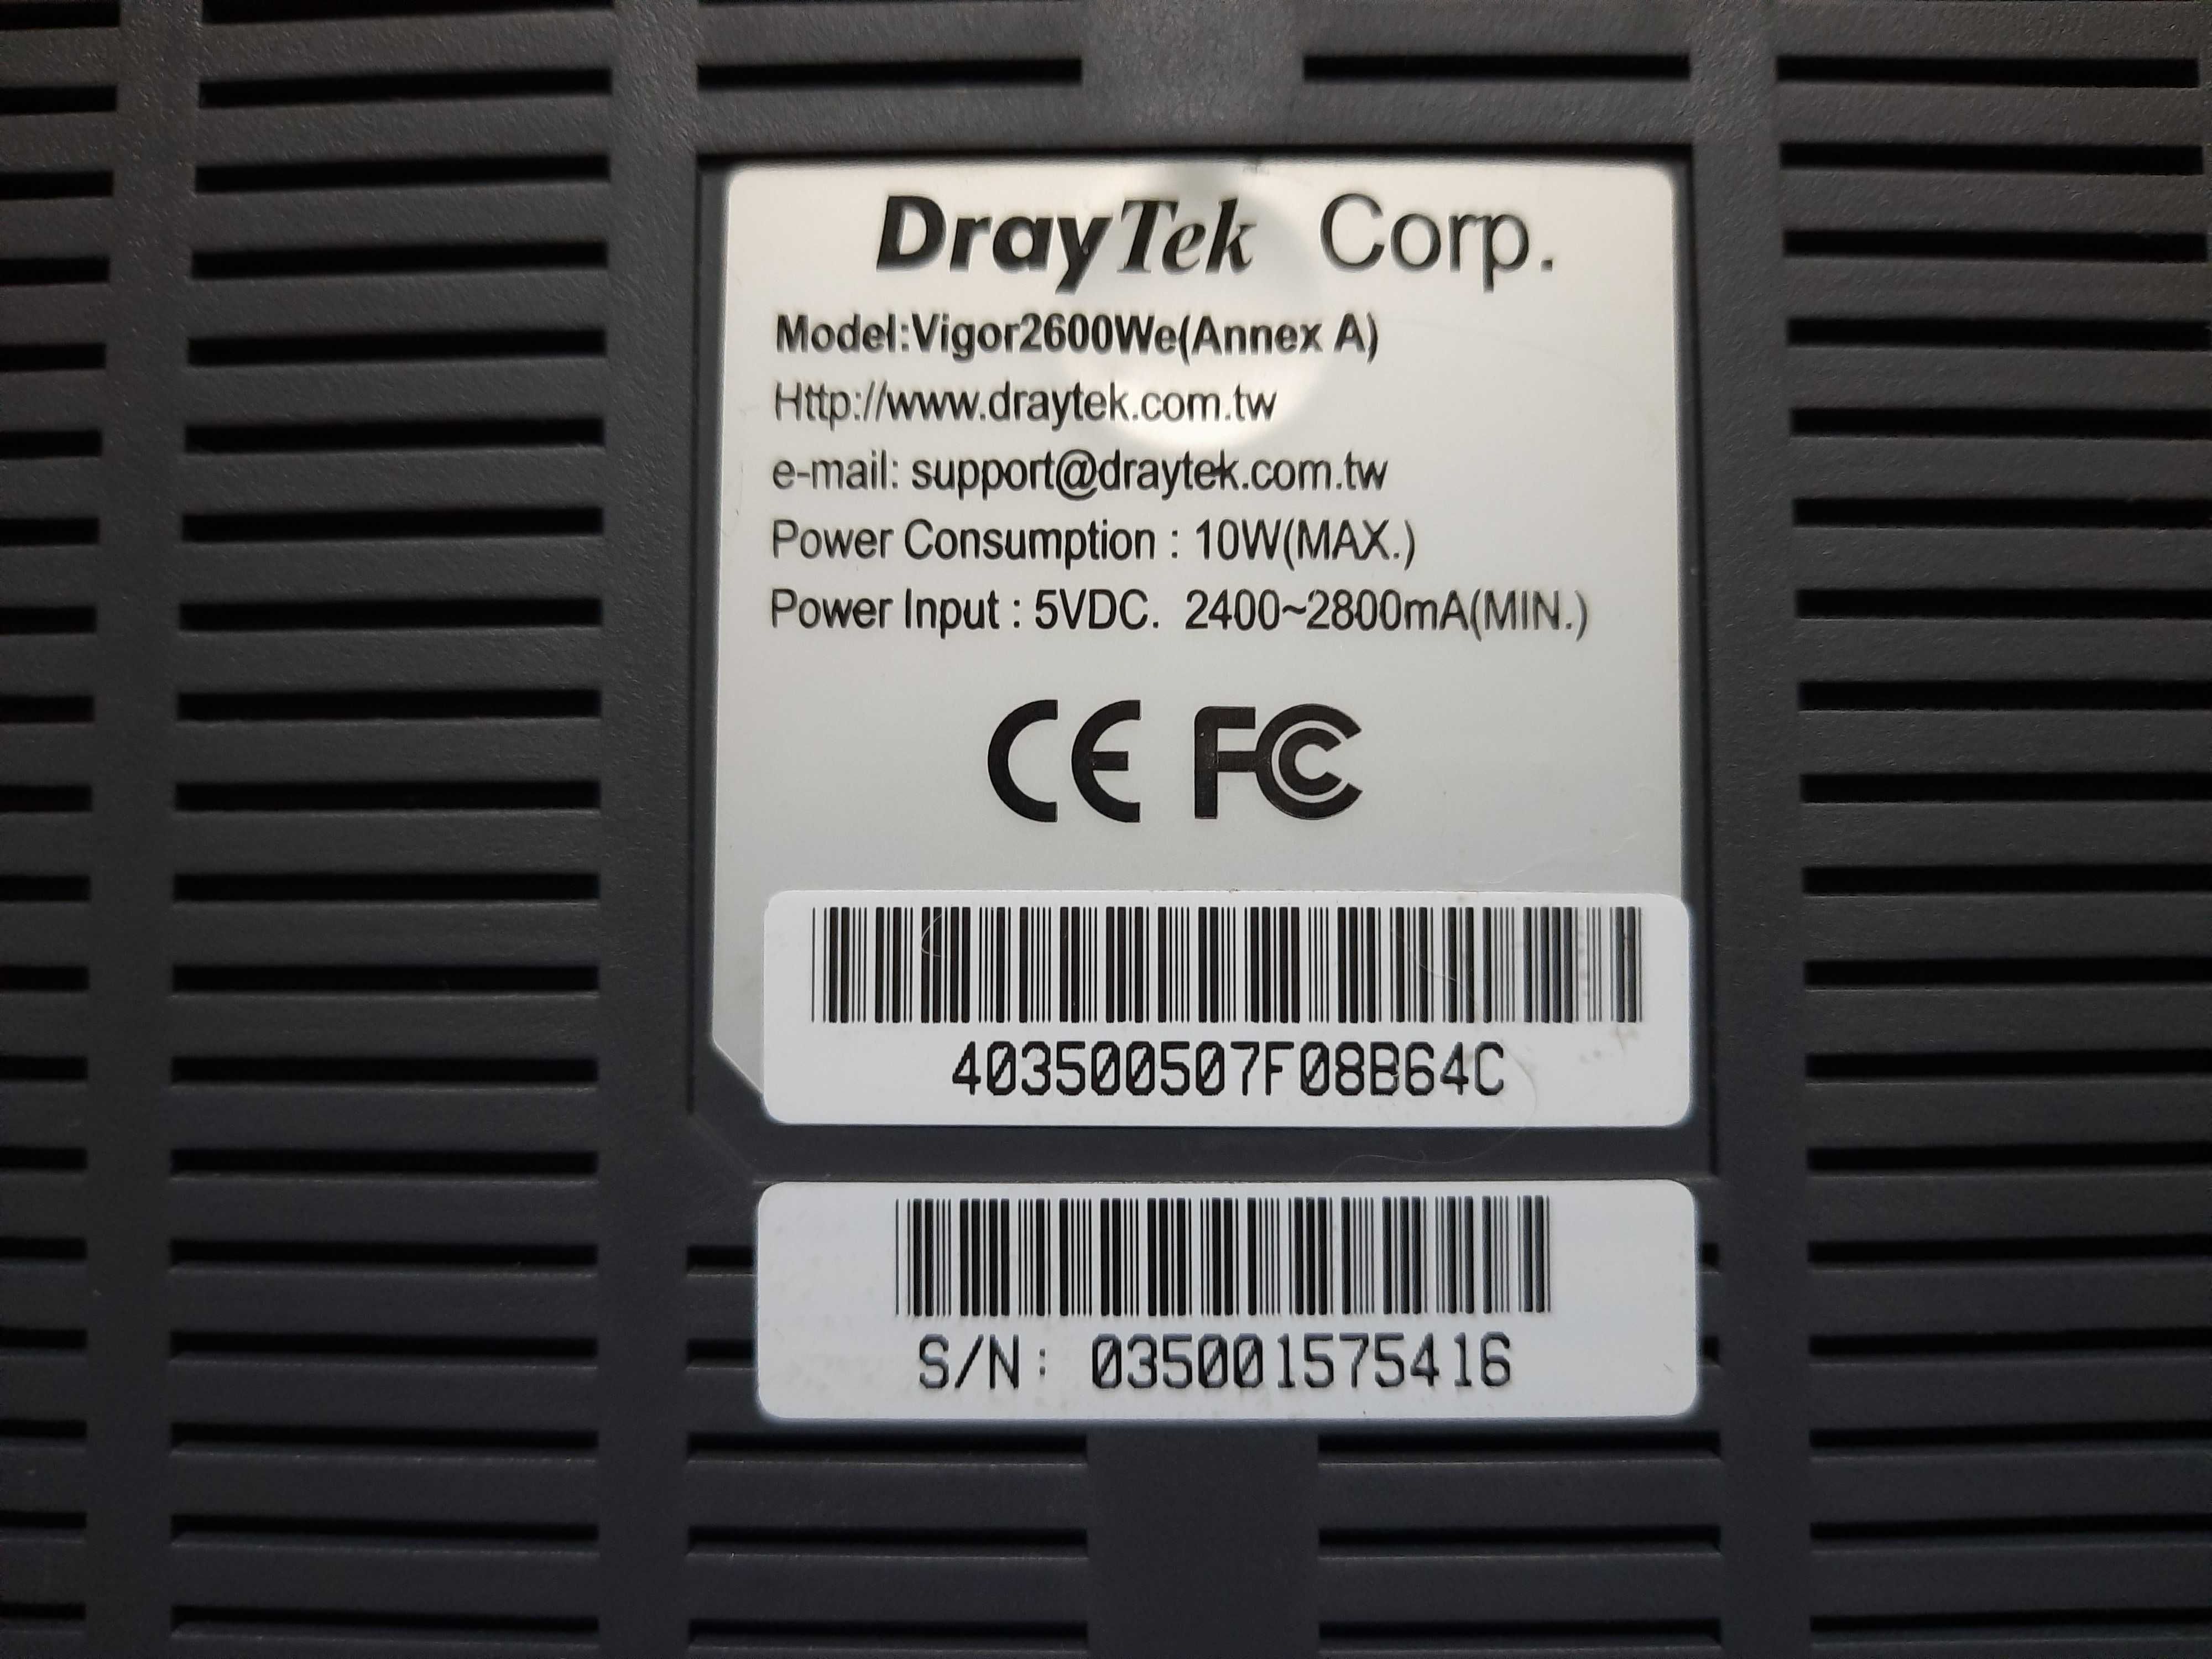 DrayTek Corp.
Model:Vigor2600We(Annex A)
Http://www.draytek.com.tw
e-mail: support@draytek.com.tw
Power Consumption : 10W(MAX.)
Power Input : 5VDC. 2400~2800mA(MIN.)
CE FC
403500507F08B64C
S/N: 035001575416